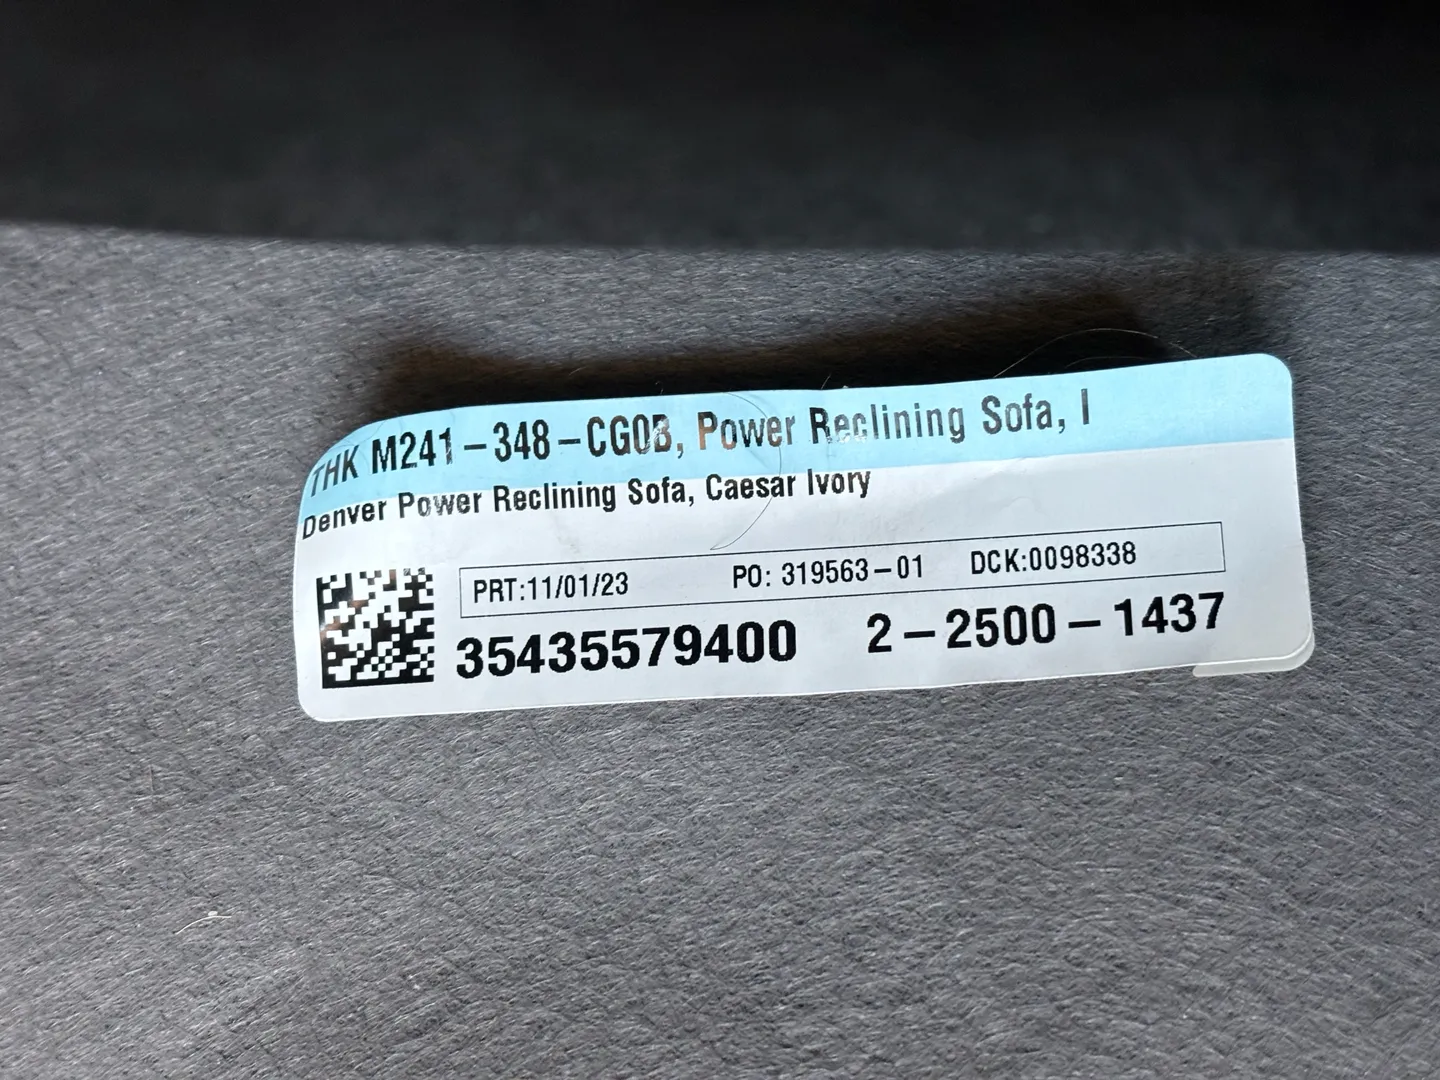 THK M241-348-CG0B, Power Reclining Sofa, I
Denver Power Reclining Sofa, Caesar Ivory
PRT:11/01/23 PO: 319563-01 DCK:0098338
35435579400 2-2500-1437